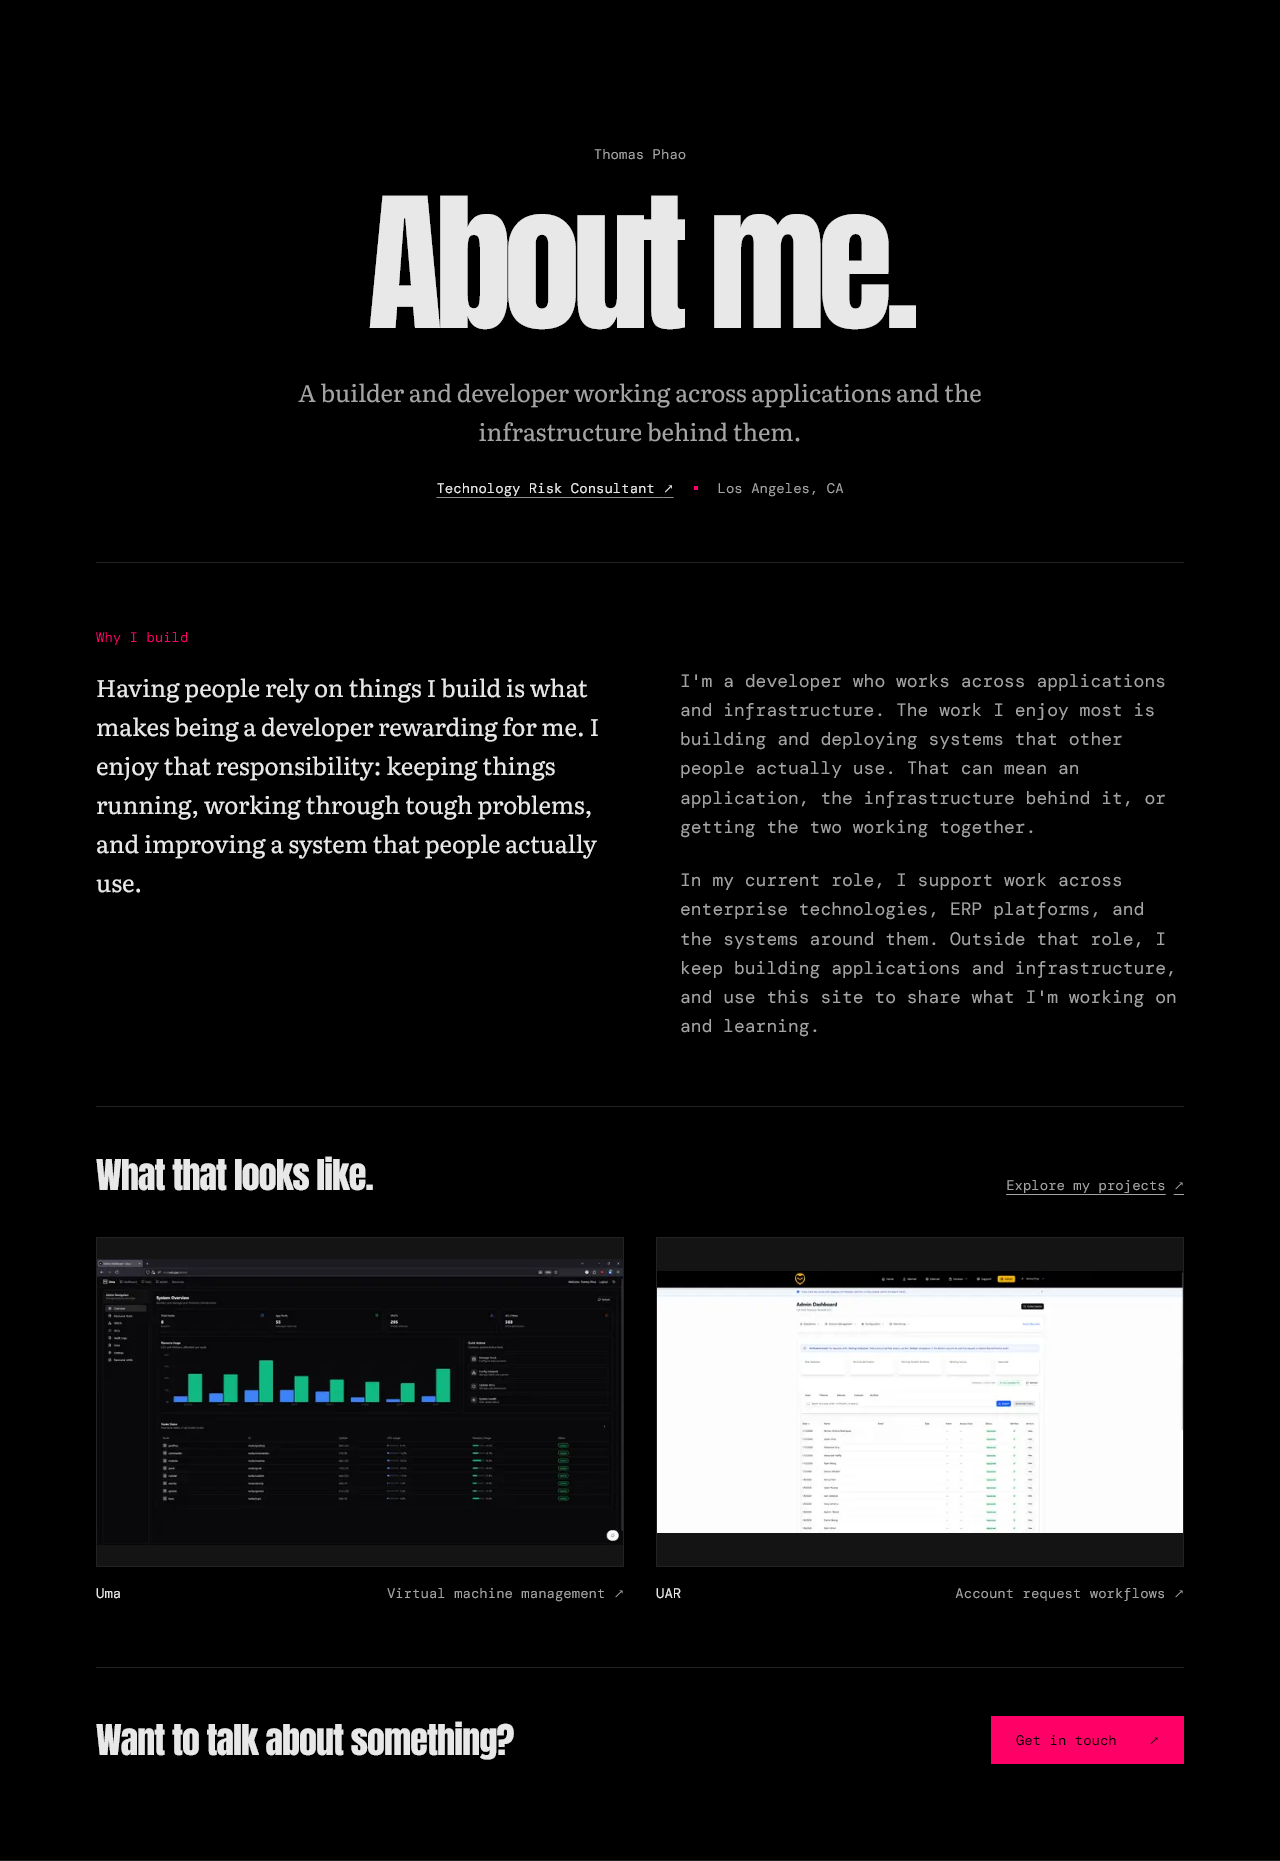 Thomas Phao
About me.
A builder and developer working across applications and the
infrastructure behind them.
Technology Risk Consultant ↗
Los Angeles, CA
Why I build
Having people rely on things I build is what
makes being a developer rewarding for me. I
enjoy that responsibility: keeping things
running, working through tough problems,
and improving a system that people actually
use.
I'm a developer who works across applications
and infrastructure. The work I enjoy most is
building and deploying systems that other
people actually use. That can mean an
application, the infrastructure behind it, or
getting the two working together.
In my current role, I support work across
enterprise technologies, ERP platforms, and
the systems around them. Outside that role, I
keep building applications and infrastructure,
and use this site to share what I'm working on
and learning.
What that looks like.
Explore my projects ↗
System Overview
Admin Dashboard
Uma
Virtual machine management ↗
UAR
Account request workflows ↗
Want to talk about something?
Get in touch ↗